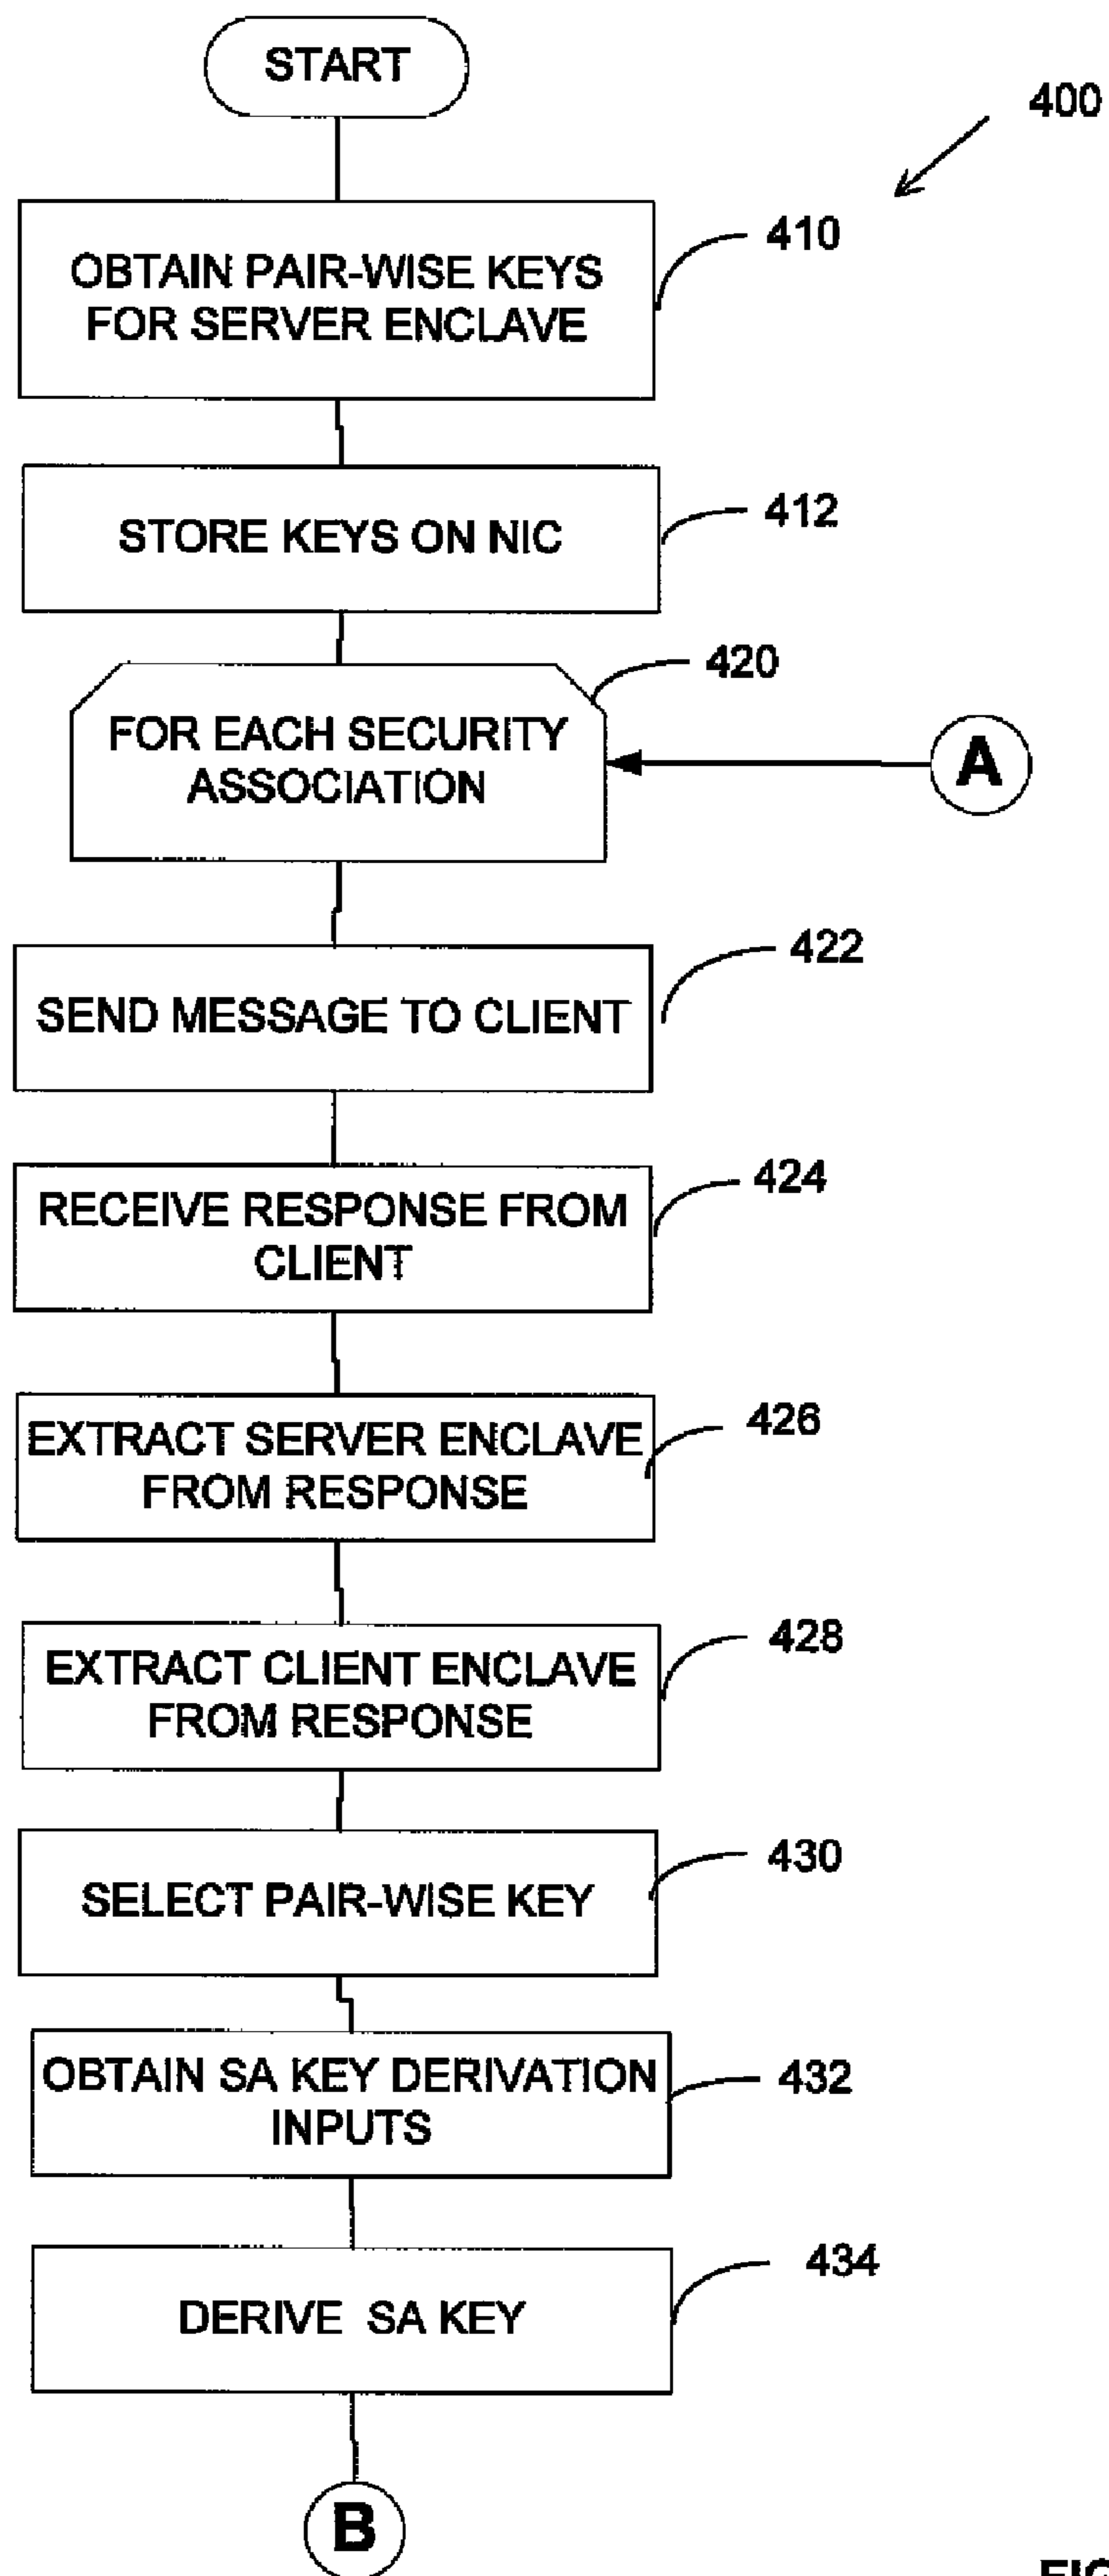 START
400
OBTAIN PAIR-WISE KEYS
FOR SERVER ENCLAVE
410
STORE KEYS ON NIC
412
FOR EACH SECURITY
ASSOCIATION
420
A
SEND MESSAGE TO CLIENT
422
RECEIVE RESPONSE FROM
CLIENT
424
EXTRACT SERVER ENCLAVE
FROM RESPONSE
426
EXTRACT CLIENT ENCLAVE
FROM RESPONSE
428
SELECT PAIR-WISE KEY
430
OBTAIN SA KEY DERIVATION
INPUTS
432
DERIVE SA KEY
434
B